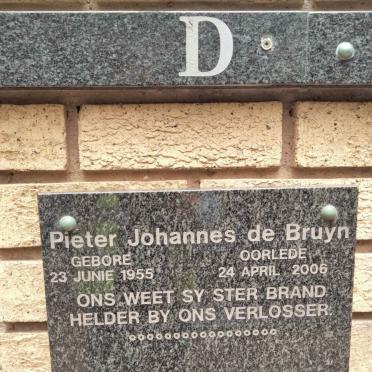 D
Pieter Johannes de Bruyn
GEBORE OORLEDE
23 JUNIE 1955 24 APRIL 2006
ONS WEET SY STER BRAND
HELDER BY ONS VERLOSSER.